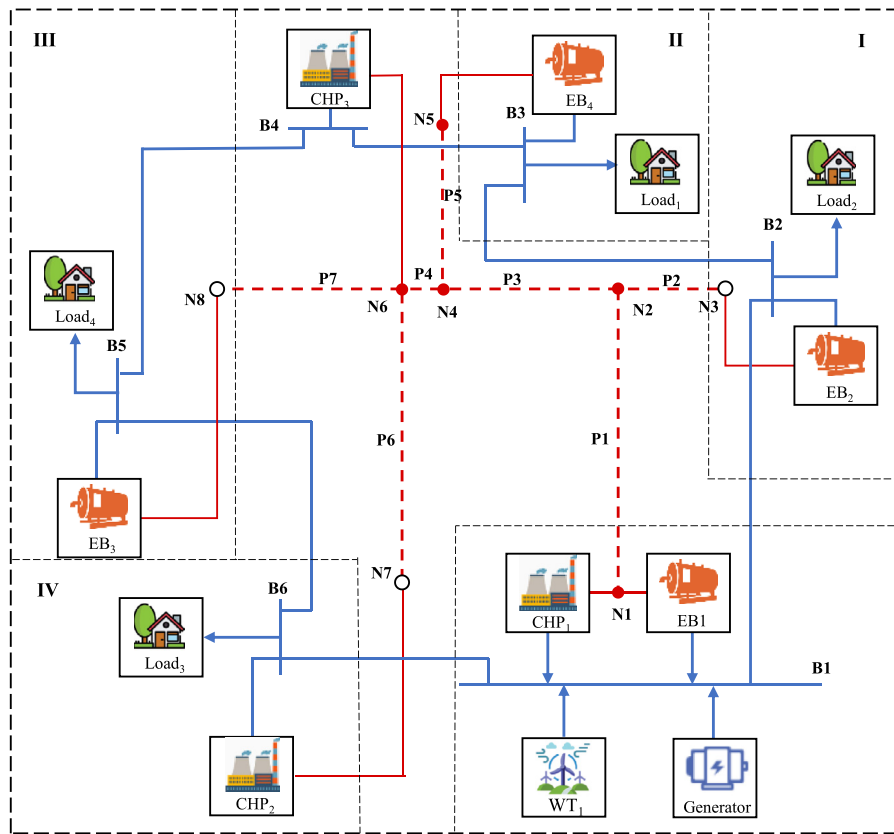 III
II
I
CHP₃
EB₄
N5
B3
B4
Load₁
Load₂
B2
P5
P7
P4
P3
P2
N8
N6
N4
N2
N3
Load₄
B5
EB₂
P6
P1
EB₃
N7
IV
B6
CHP₁
N1
EB1
Load₃
B1
CHP₂
WT₁
Generator